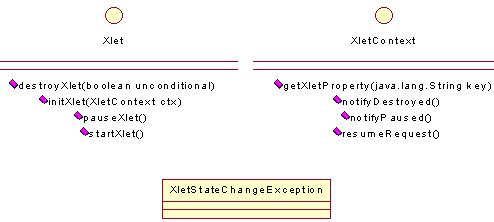 Xlet
XletContext
destroyXlet(boolean unconditional)
initXlet(XletContext ctx)
pauseXlet()
startXlet()
getXletProperty(java.lang.String key)
notifyDestroyed()
notifyPaused()
resumeRequest()
XletStateChangeException